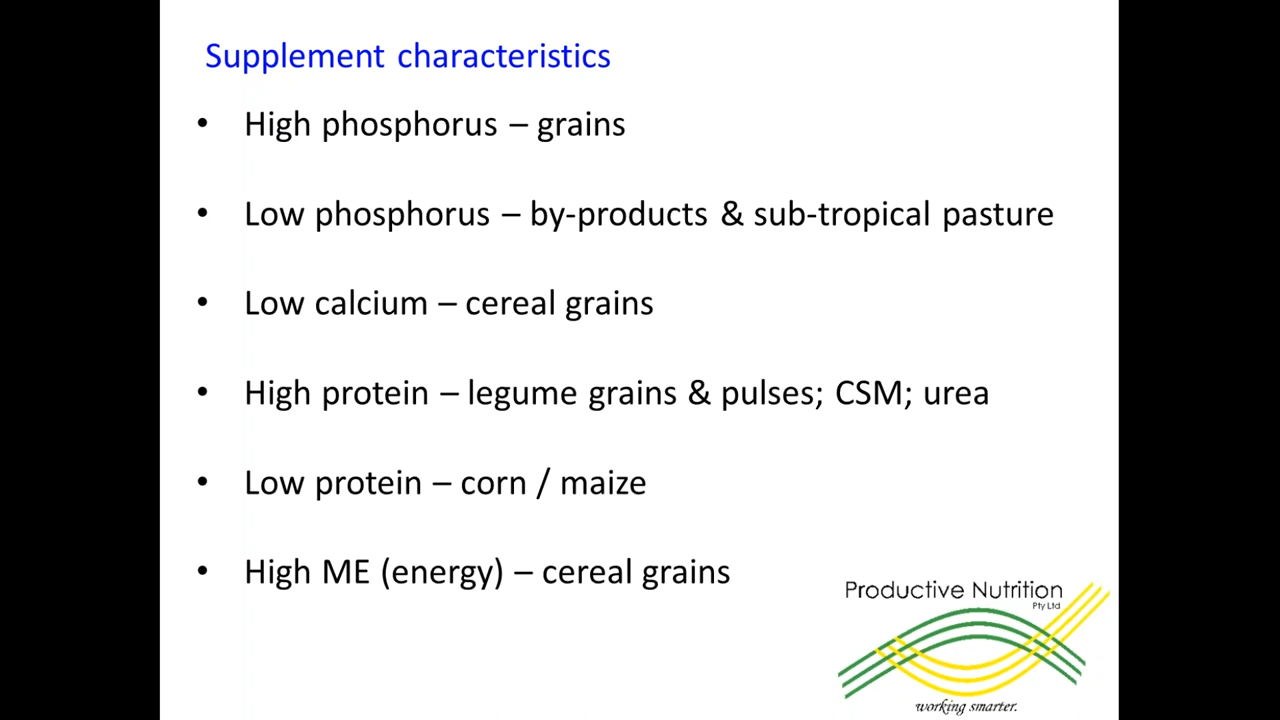 Supplement characteristics
• High phosphorus – grains
• Low phosphorus – by-products & sub-tropical pasture
• Low calcium – cereal grains
• High protein – legume grains & pulses; CSM; urea
• Low protein – corn / maize
• High ME (energy) – cereal grains
Productive Nutrition
Pty Ltd
working smarter.